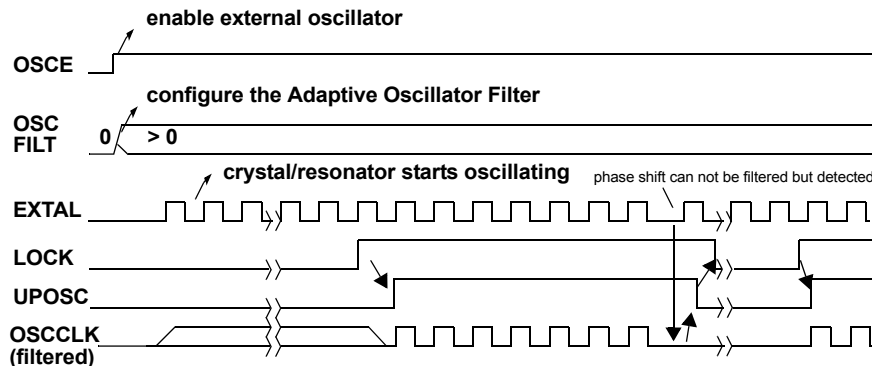 enable external oscillator
OSCE
configure the Adaptive Oscillator Filter
OSC
FILT
0 > 0
crystal/resonator starts oscillating
phase shift can not be filtered but detected
EXTAL
LOCK
UPOSC
OSCCLK
(filtered)